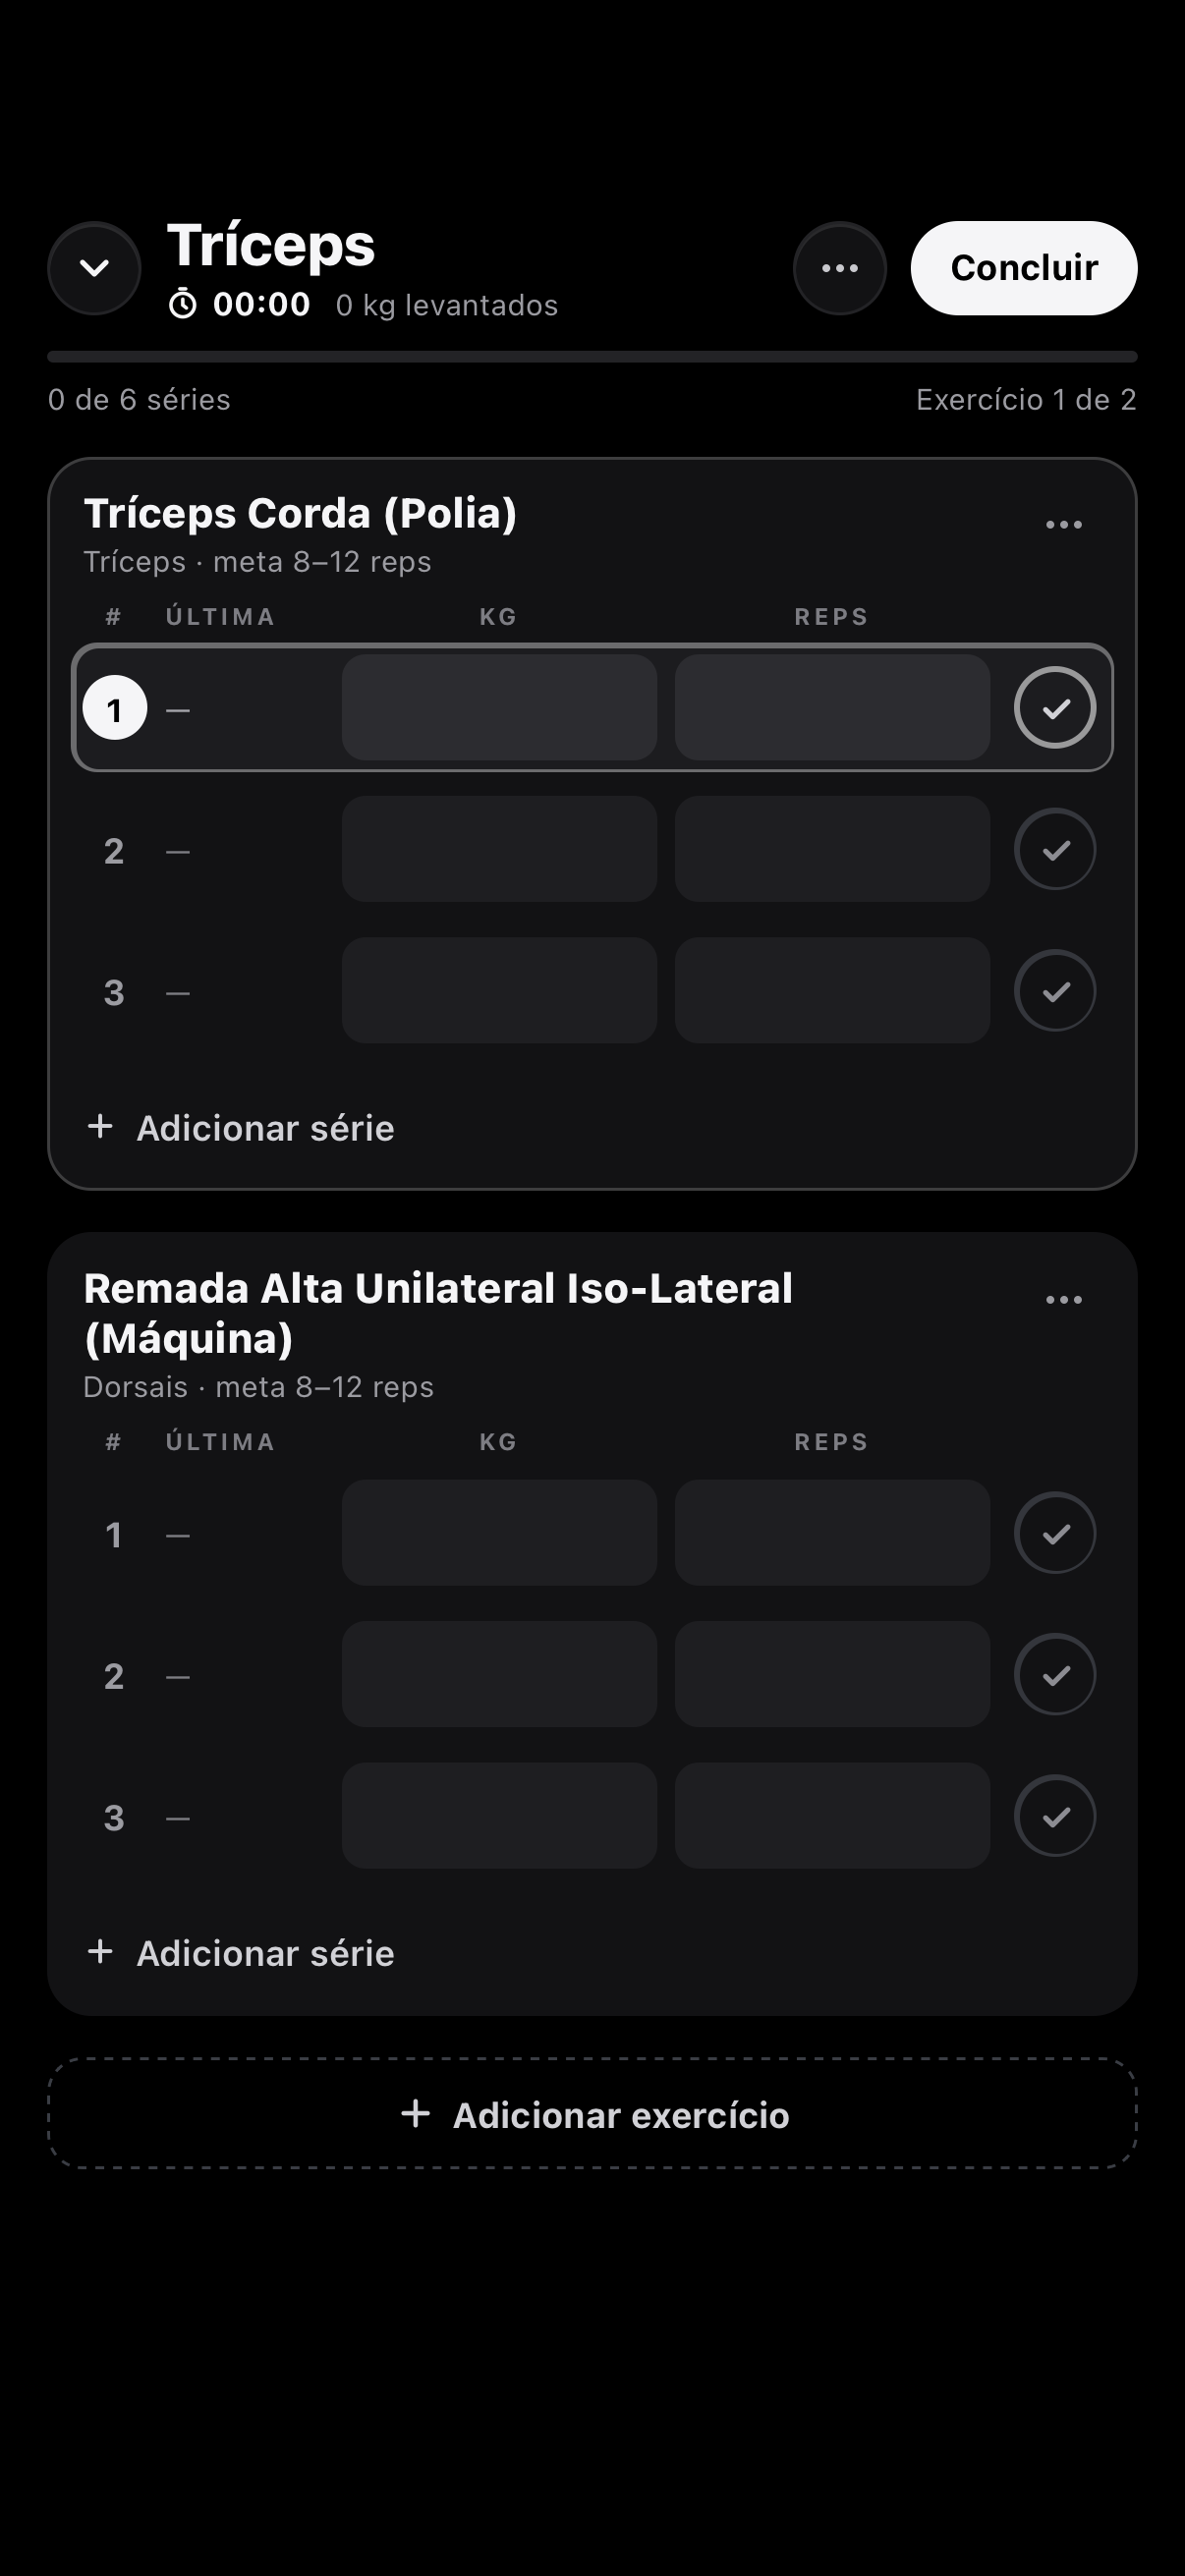 Tríceps
Concluir
00:00 0 kg levantados
0 de 6 séries
Exercício 1 de 2
Tríceps Corda (Polia)
Tríceps · meta 8–12 reps
# ÚLTIMA KG REPS
1 —
2 —
3 —
+ Adicionar série
Remada Alta Unilateral Iso-Lateral
(Máquina)
Dorsais · meta 8–12 reps
# ÚLTIMA KG REPS
1 —
2 —
3 —
+ Adicionar série
+ Adicionar exercício